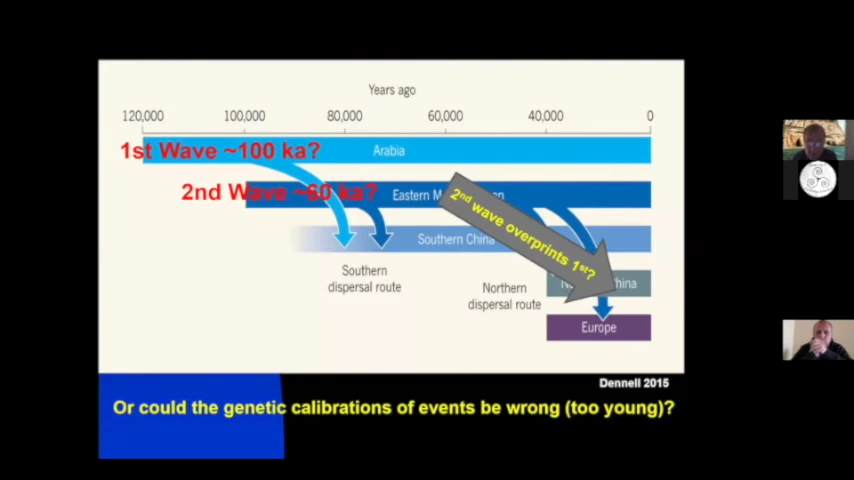 Years ago
120,000 100,000 80,000 60,000 40,000 0
1st Wave ~100 ka?
Arabia
2nd Wave ~60 ka?
Eastern
2nd wave overprints 1st?
Southern China
Southern
dispersal route
Northern
dispersal route
Europe
Dennell 2015
Or could the genetic calibrations of events be wrong (too young)?